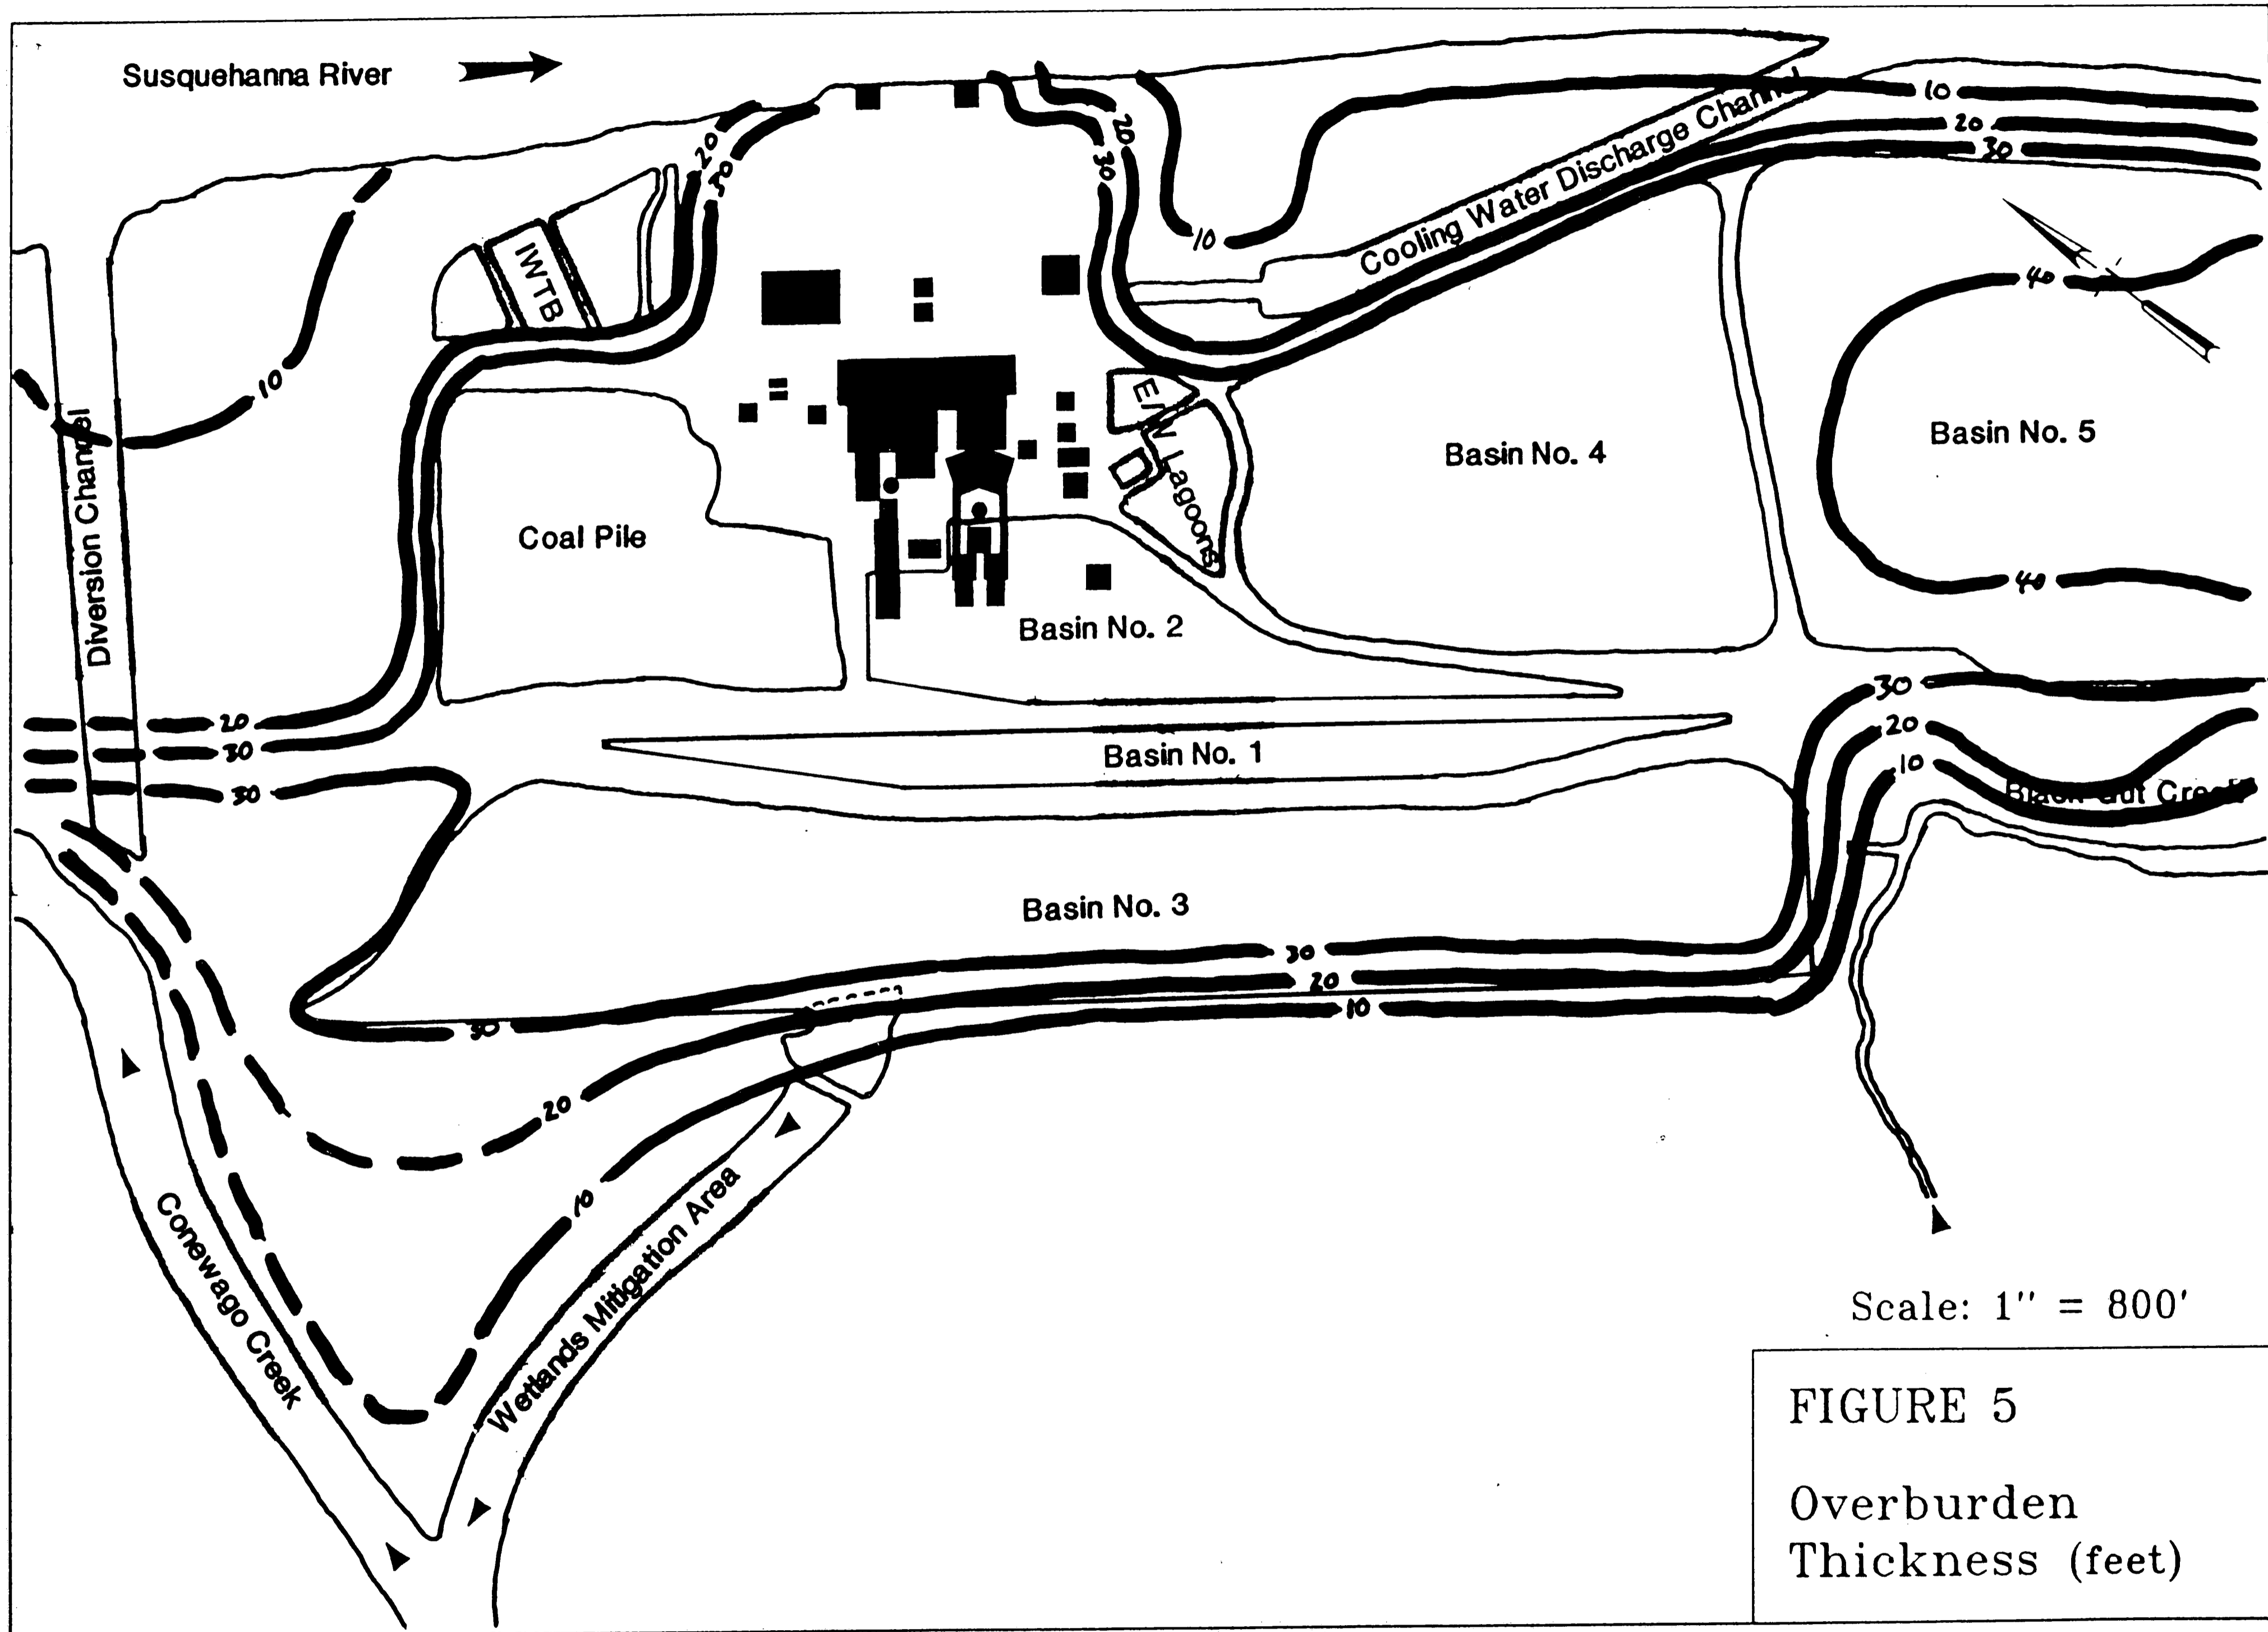 Susquehanna River
10
20
30
20
30
20
30
Cooling Water Discharge Channel
10
IWTB
40
10
Diversion Channel
E/N Lagoons
Basin No. 5
Basin No. 4
Coal Pile
40
Basin No. 2
30
20
20
30
Basin No. 1
10
30
Black Gut Creek
Basin No. 3
30
20
10
30
20
10
Wetlands Mitigation Area
Conewago Creek
Scale: 1" = 800'
FIGURE 5
Overburden
Thickness (feet)